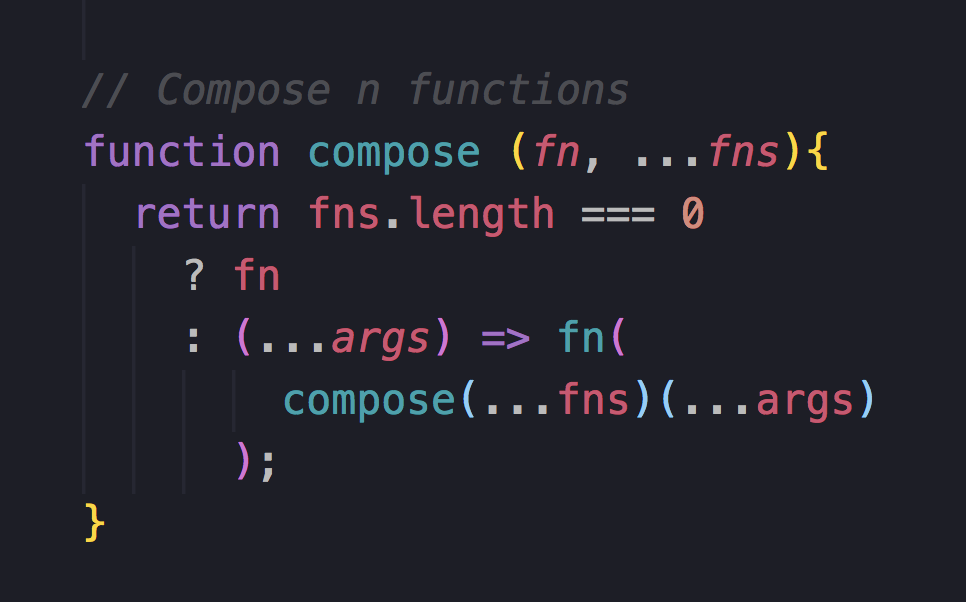 // Compose n functions
function compose (fn, ...fns){
  return fns.length === 0
    ? fn
    : (...args) => fn(
        compose(...fns)(...args)
      );
}